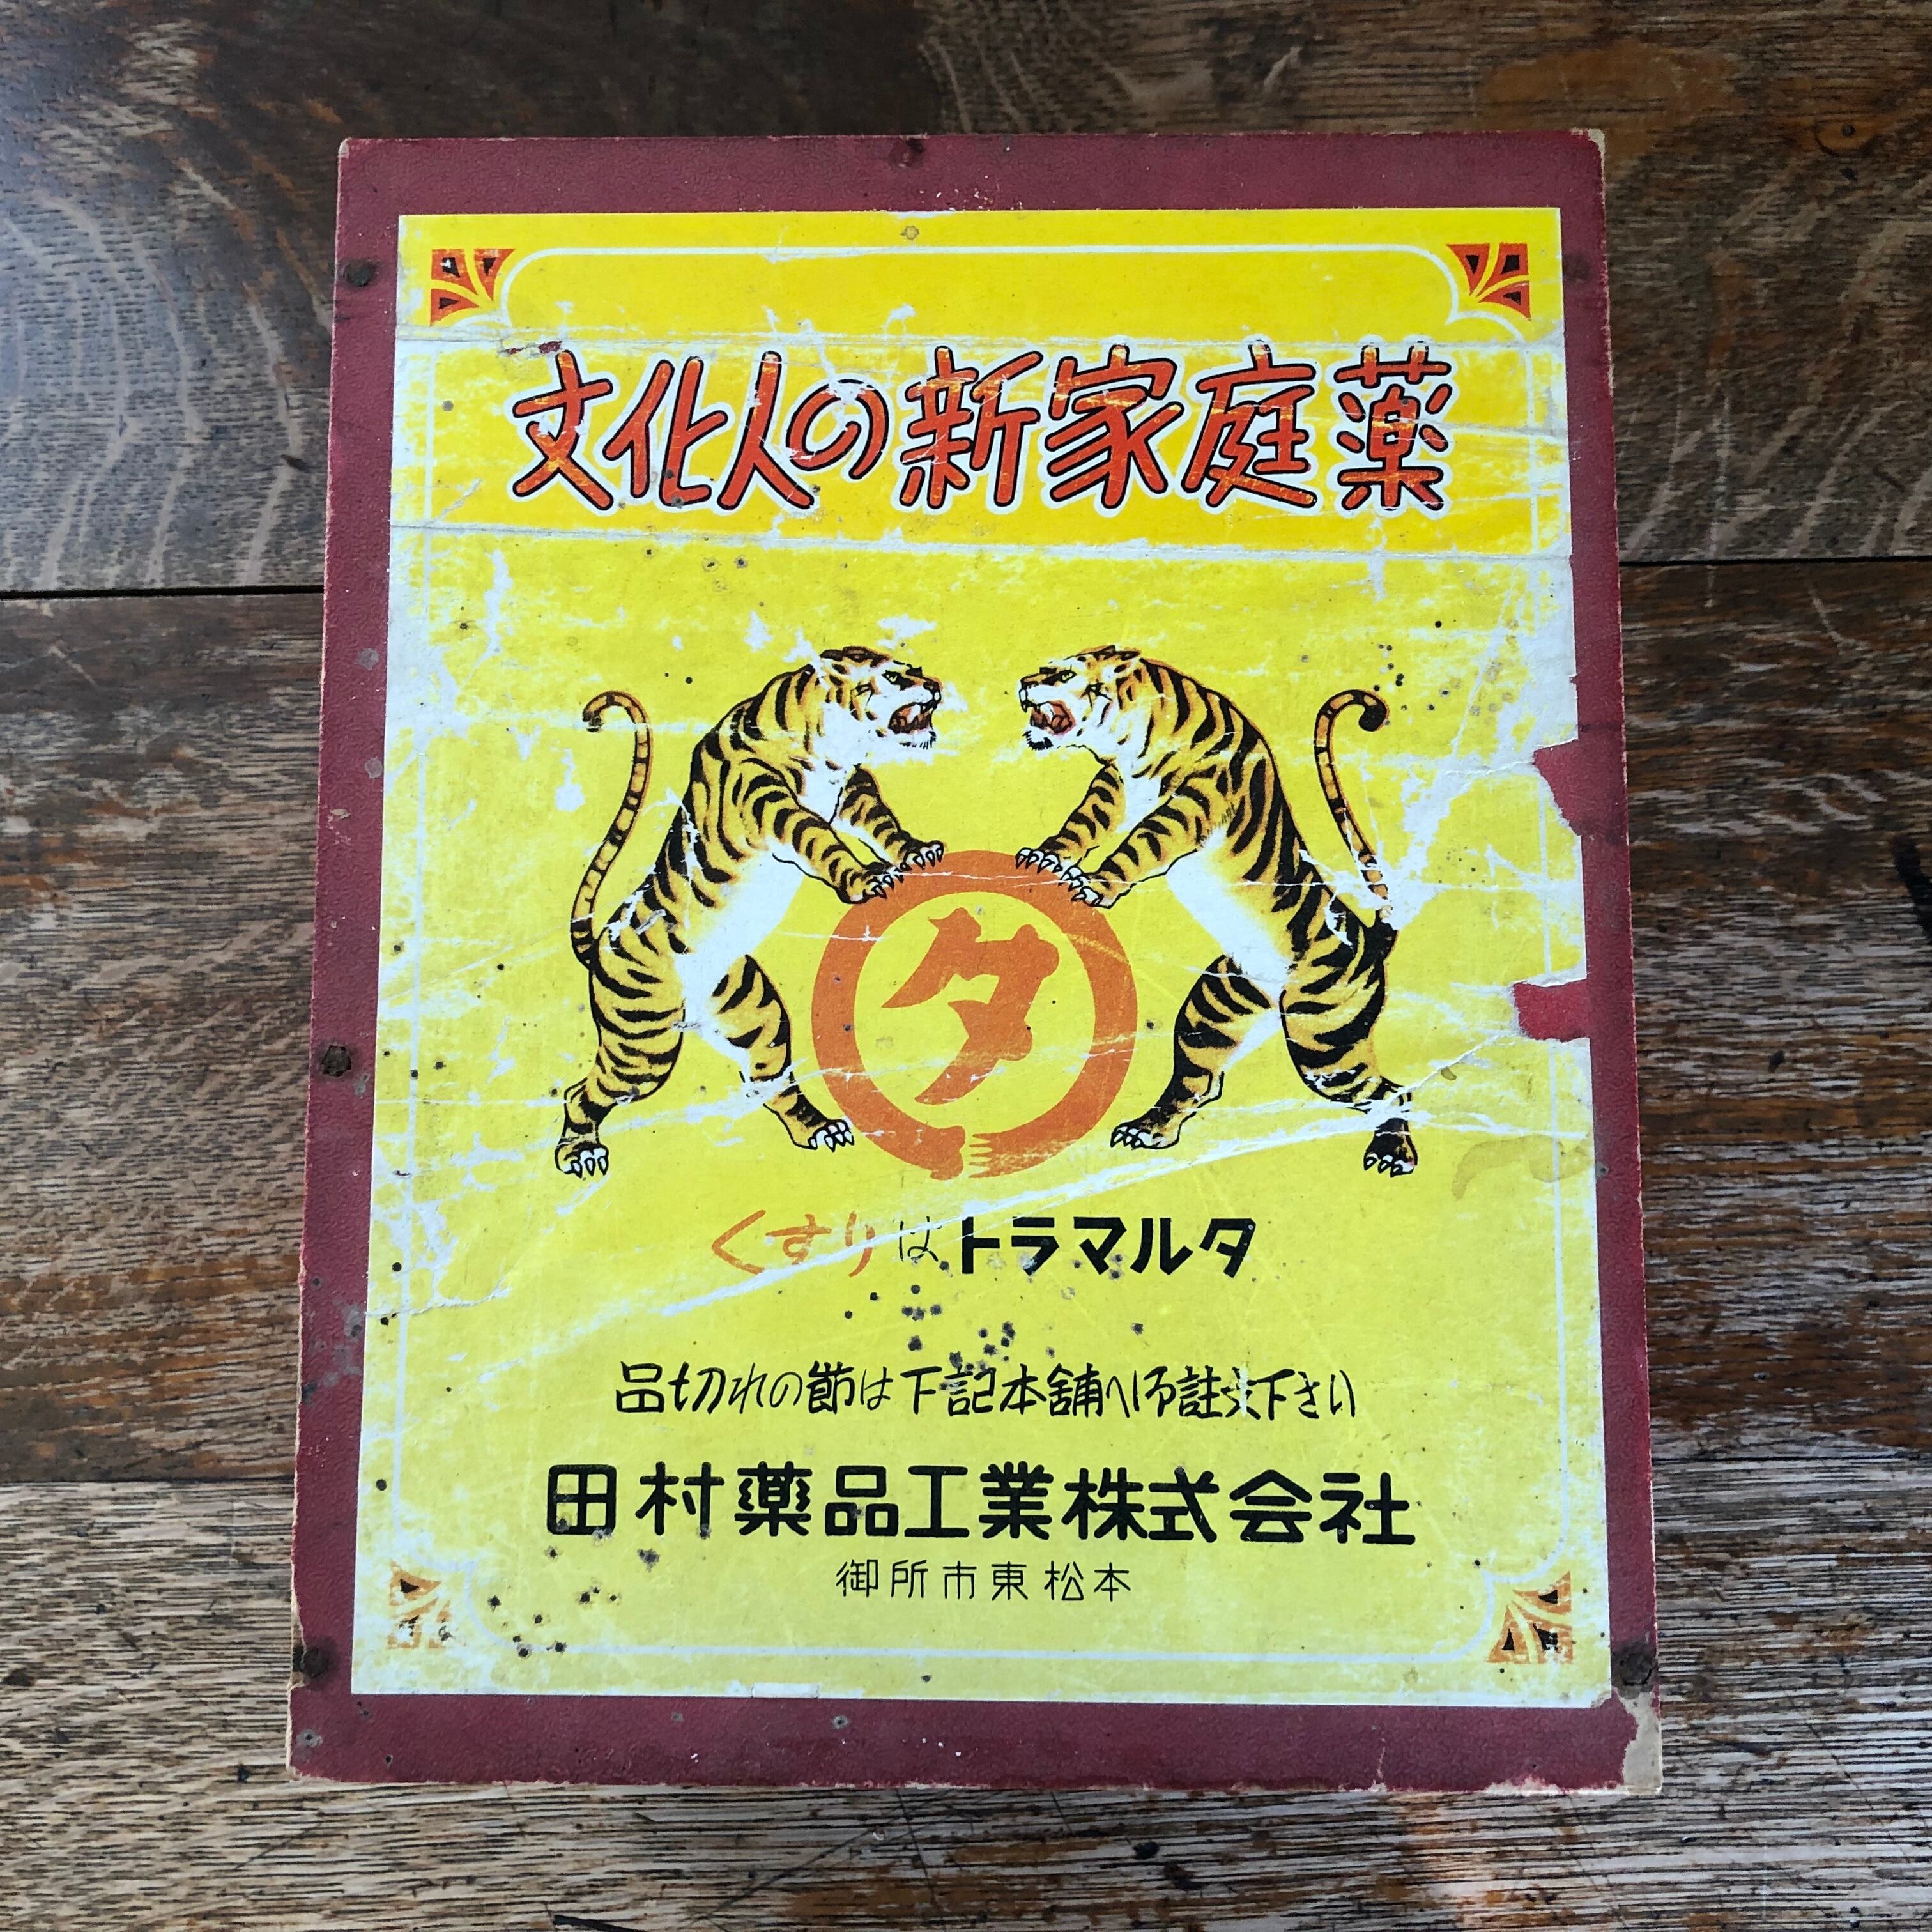 文化人の新家庭薬
タ
くすりはトラマルタ
品切れの節は下記本舗へ御註文下さい
田村薬品工業株式会社
御所市東松本